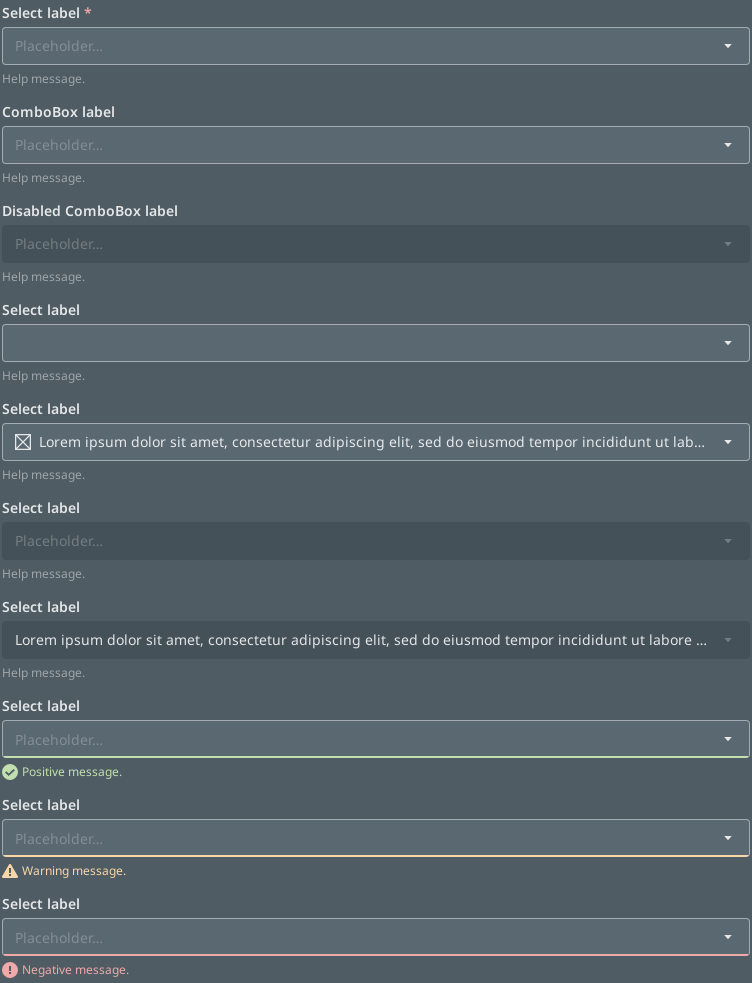 Select label *
Placeholder...
Help message.
ComboBox label
Placeholder...
Help message.
Disabled ComboBox label
Placeholder...
Help message.
Select label
Help message.
Select label
Lorem ipsum dolor sit amet, consectetur adipiscing elit, sed do eiusmod tempor incididunt ut lab...
Help message.
Select label
Placeholder...
Help message.
Select label
Lorem ipsum dolor sit amet, consectetur adipiscing elit, sed do eiusmod tempor incididunt ut labore ...
Help message.
Select label
Placeholder...
Positive message.
Select label
Placeholder...
Warning message.
Select label
Placeholder...
Negative message.